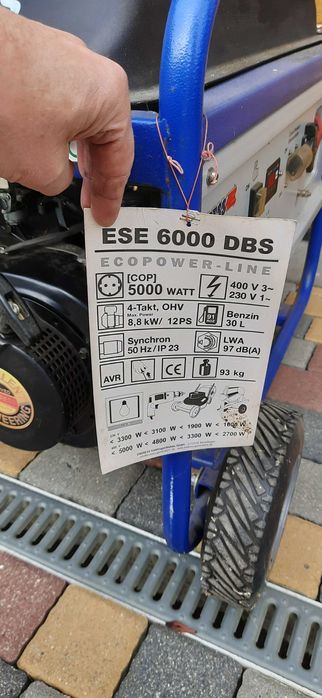 ESE 6000 DBS
ECOPOWER-LINE
[COP]
5000 WATT
400 V 3~
230 V 1~
4-Takt, OHV
Max. Power
8,8 kW/ 12PS
Benzin
30 L
Synchron
50 Hz/IP 23
LWA
97 dB(A)
AVR
CE
93 kg
< 3300 W < 3100 W < 1900 W < 1600 W
< 5000 W < 4800 W < 3300 W < 2700 W